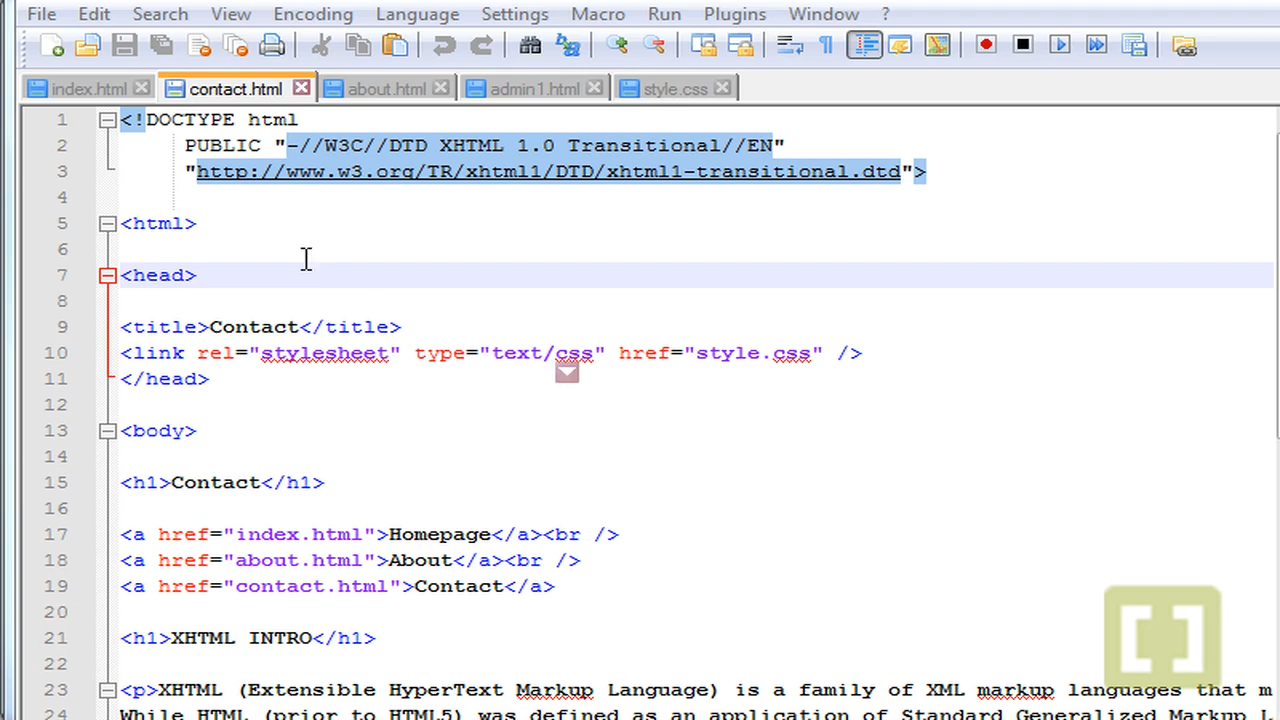 File Edit Search View Encoding Language Settings Macro Run Plugins Window ?
index.html contact.html about.html admin1.html style.css
1 <!DOCTYPE html
2 PUBLIC "-//W3C//DTD XHTML 1.0 Transitional//EN"
3 "http://www.w3.org/TR/xhtml1/DTD/xhtml1-transitional.dtd">
4
5 <html>
6
7 <head>
8
9 <title>Contact</title>
10 <link rel="stylesheet" type="text/css" href="style.css" />
11 </head>
12
13 <body>
14
15 <h1>Contact</h1>
16
17 <a href="index.html">Homepage</a><br />
18 <a href="about.html">About</a><br />
19 <a href="contact.html">Contact</a>
20
21 <h1>XHTML INTRO</h1>
22
23 <p>XHTML (Extensible HyperText Markup Language) is a family of XML markup languages that m
24 While HTML (prior to HTML5) was defined as an application of Standard Generalized Markup L